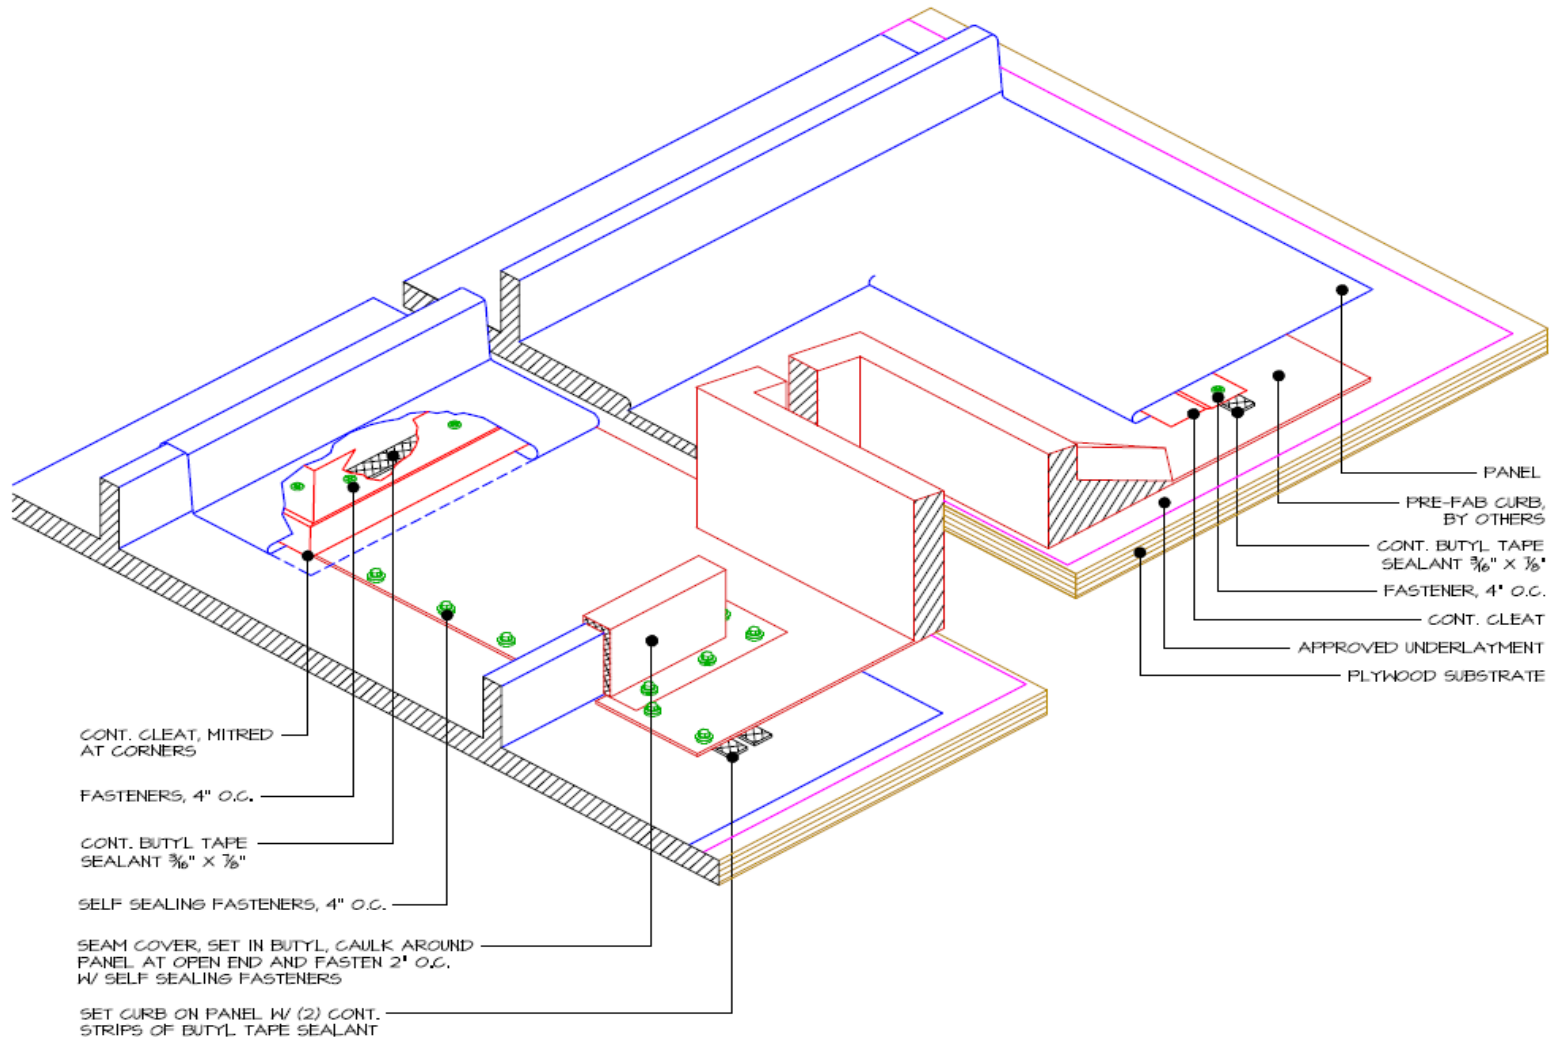 PANEL
PRE-FAB CURB,
BY OTHERS
CONT. BUTYL TAPE
SEALANT 3/16" X 7/8"
FASTENER, 4" O.C.
CONT. CLEAT
APPROVED UNDERLAYMENT
PLYWOOD SUBSTRATE
CONT. CLEAT, MITRED
AT CORNERS
FASTENERS, 4" O.C.
CONT. BUTYL TAPE
SEALANT 3/16" X 7/8"
SELF SEALING FASTENERS, 4" O.C.
SEAM COVER, SET IN BUTYL, CAULK AROUND
PANEL AT OPEN END AND FASTEN 2" O.C.
W/ SELF SEALING FASTENERS
SET CURB ON PANEL W/ (2) CONT.
STRIPS OF BUTYL TAPE SEALANT